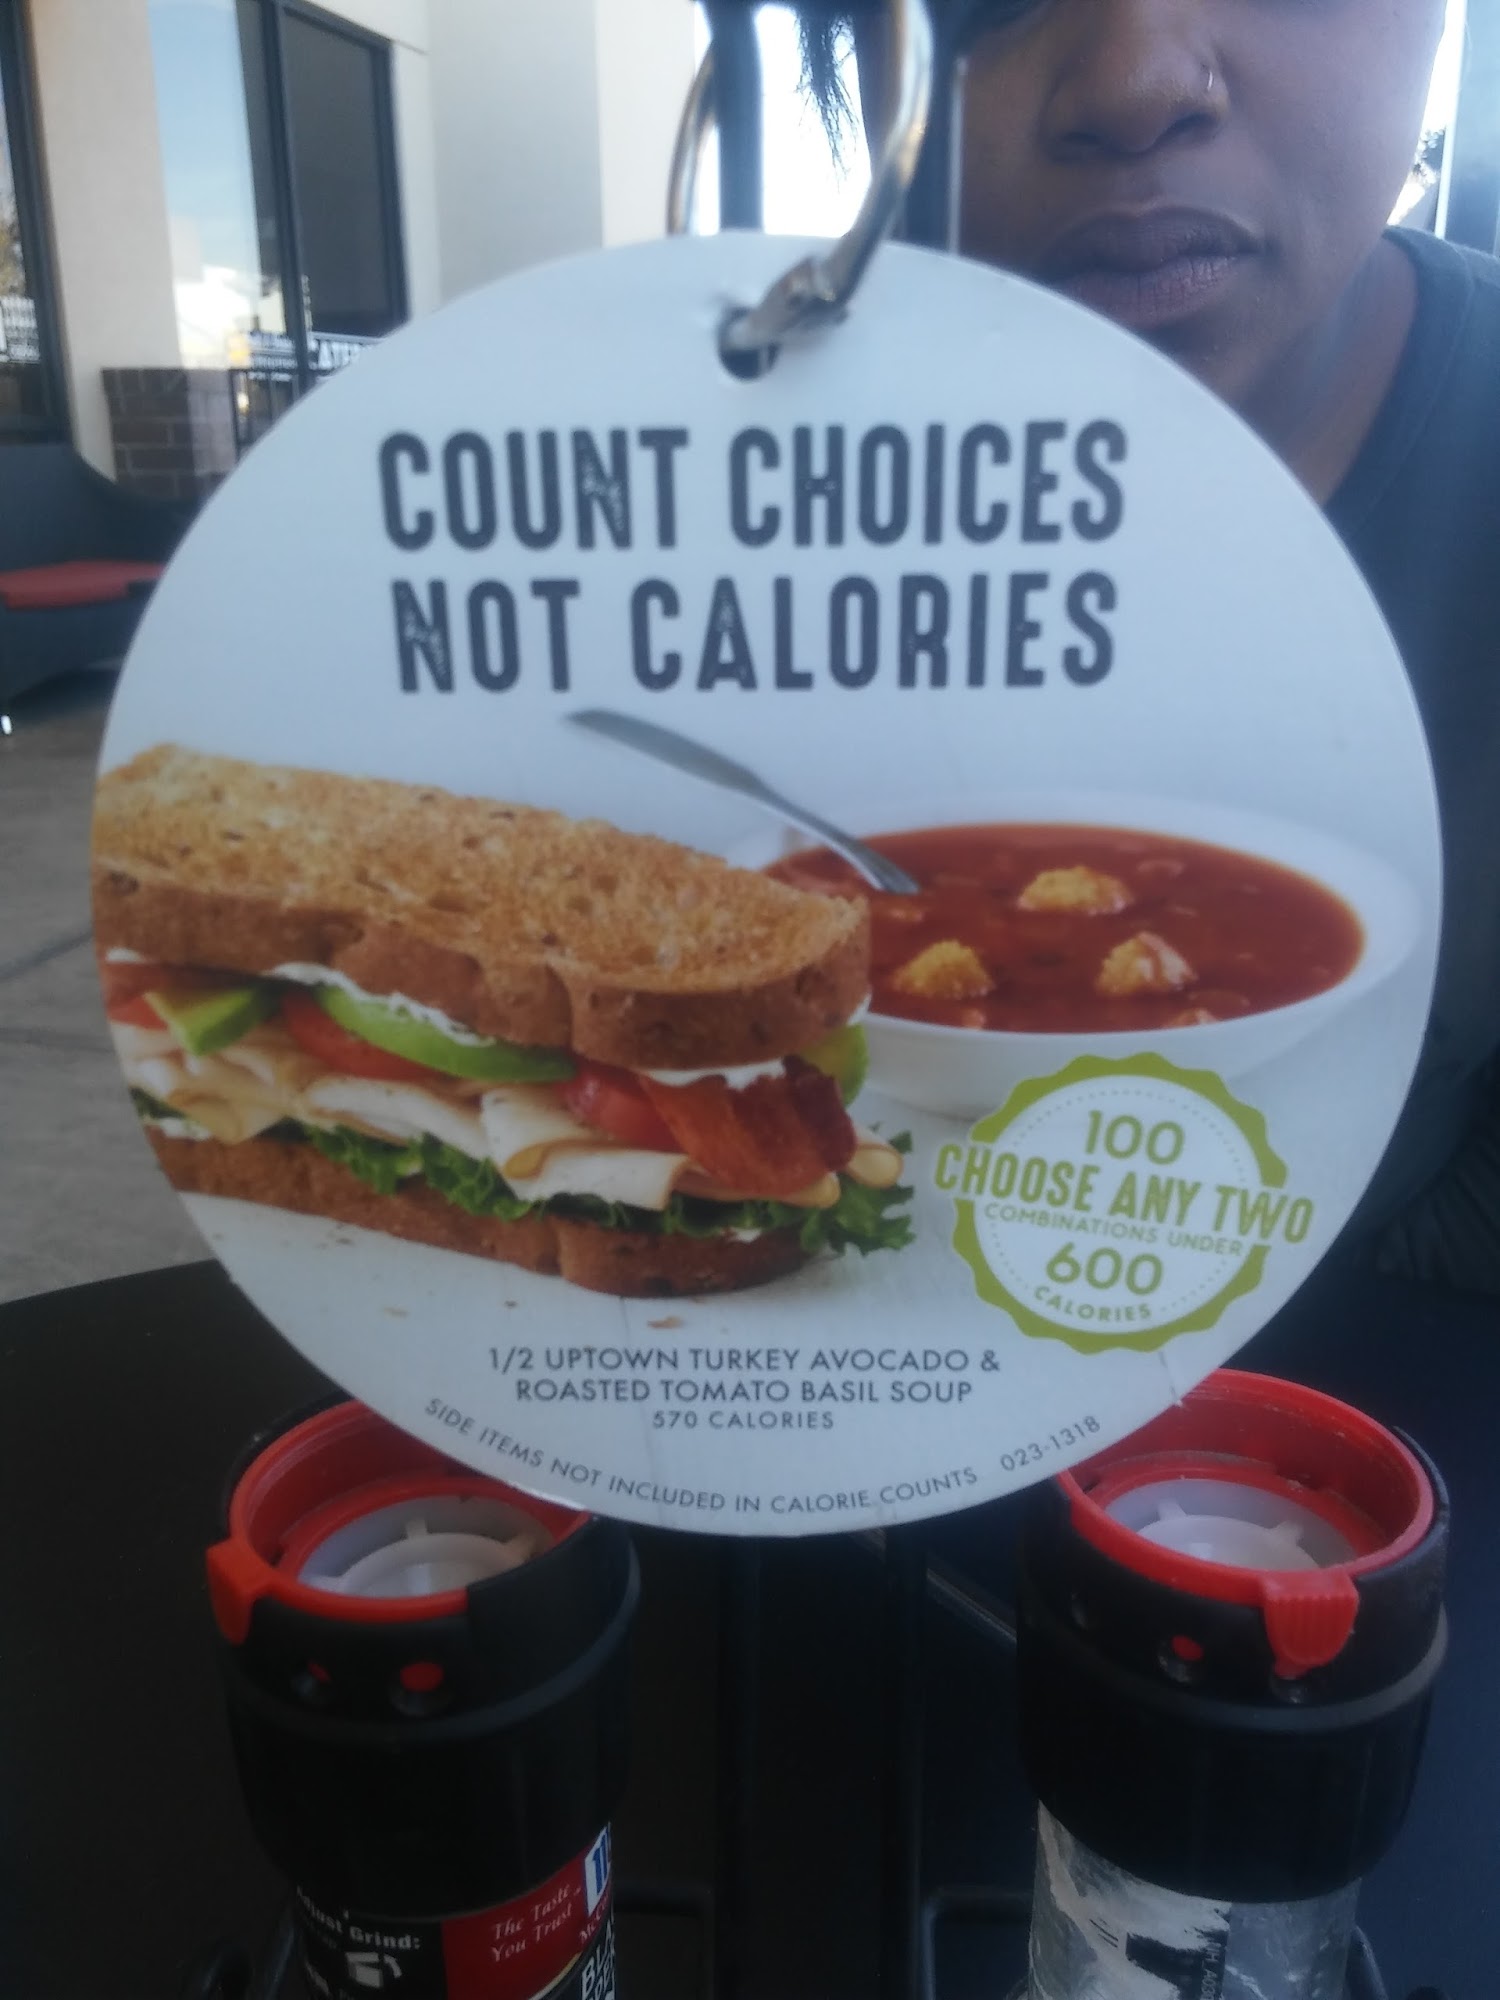 COUNT CHOICES
NOT CALORIES
100
CHOOSE ANY TWO
COMBINATIONS UNDER
600
CALORIES
1/2 UPTOWN TURKEY AVOCADO &
ROASTED TOMATO BASIL SOUP
570 CALORIES
SIDE ITEMS NOT INCLUDED IN CALORIE COUNTS 023-1318
Grind:
The Taste
You Trust